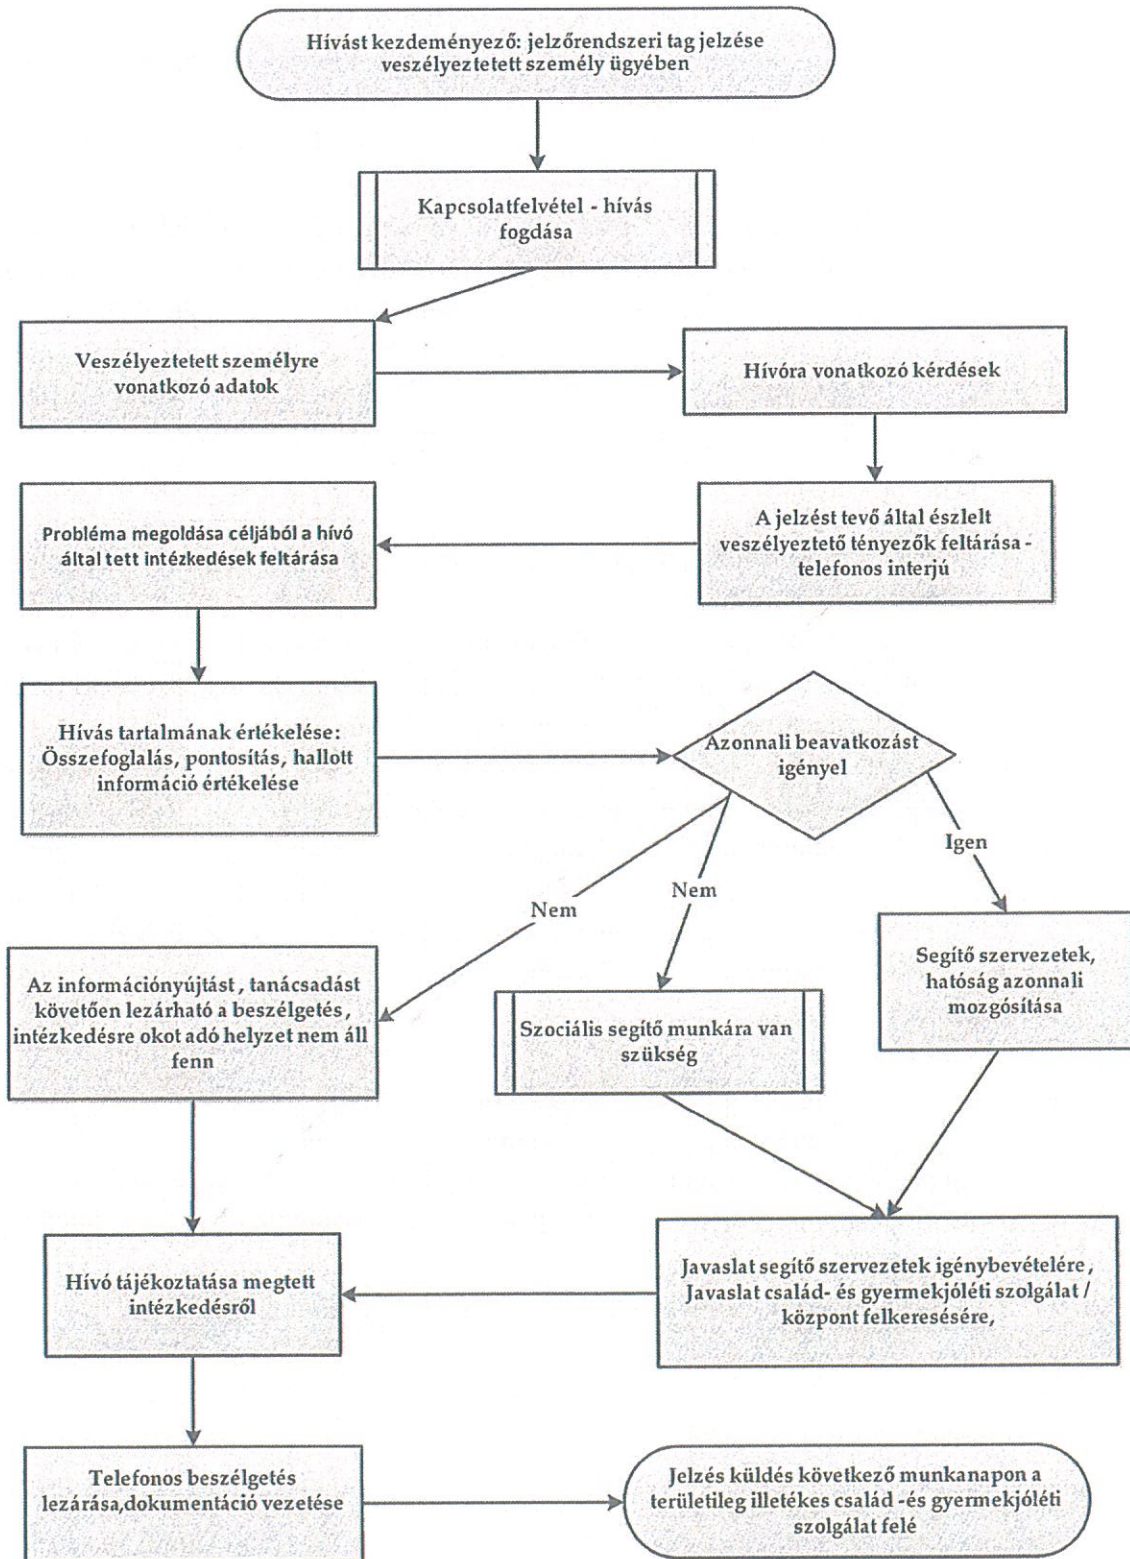 Hívást kezdeményező: jelzőrendszeri tag jelzése
veszélyeztetett személy ügyében
Kapcsolatfelvétel - hívás
fogdása
Veszélyeztetett személyre
vonatkozó adatok
Hívóra vonatkozó kérdések
A jelzést tevő által észlelt
veszélyeztető tényezők feltárása -
telefonos interjú
Probléma megoldása céljából a hívó
által tett intézkedések feltárása
Hívás tartalmának értékelése:
Összefoglalás, pontosítás, hallott
információ értékelése
Azonnali beavatkozást
igényel
Igen
Nem
Nem
Az információnyújtást, tanácsadást
követően lezárható a beszélgetés,
intézkedésre okot adó helyzet nem áll
fenn
Szociális segítő munkára van
szükség
Segítő szervezetek,
hatóság azonnali
mozgósítása
Javaslat segítő szervezetek igénybevételére,
Javaslat család- és gyermekjóléti szolgálat /
központ felkeresésére,
Hívó tájékoztatása megtett
intézkedésről
Telefonos beszélgetés
lezárása,dokumentáció vezetése
Jelzés küldés következő munkanapon a
területileg illetékes család -és gyermekjóléti
szolgálat felé